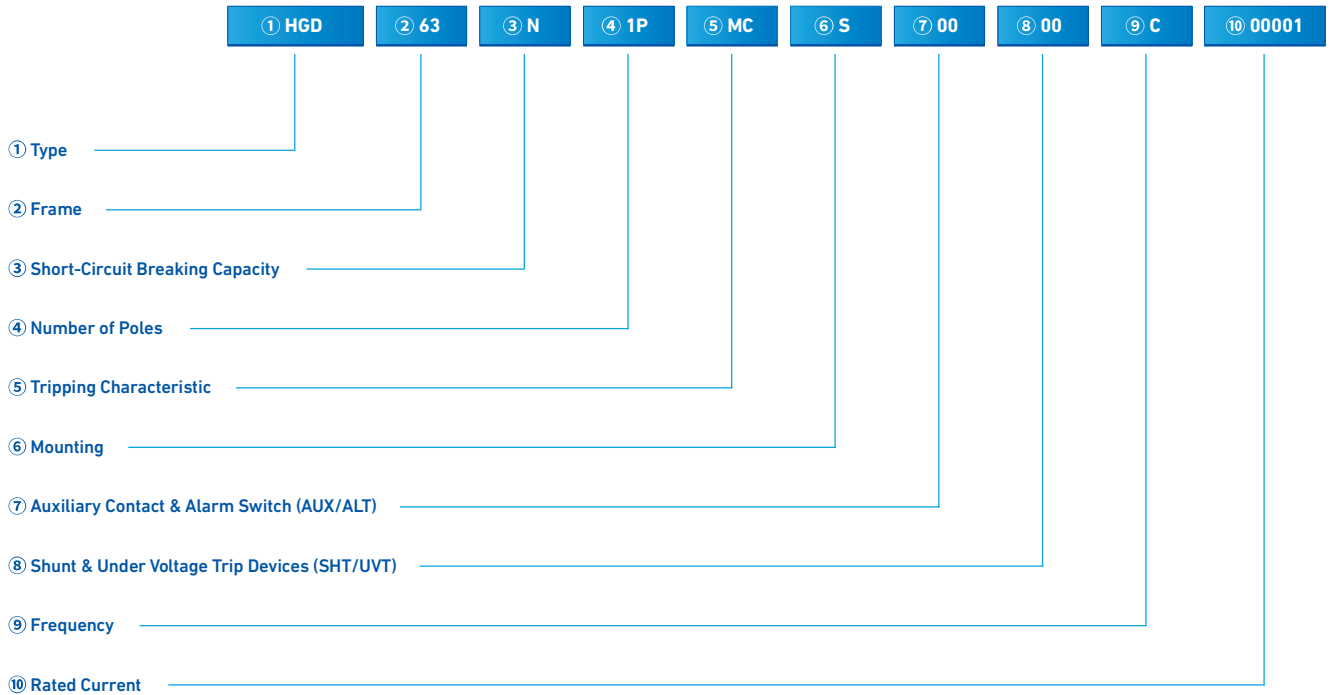 ① HGD ② 63 ③ N ④ 1P ⑤ MC ⑥ S ⑦ 00 ⑧ 00 ⑨ C ⑩ 00001
① Type
② Frame
③ Short-Circuit Breaking Capacity
④ Number of Poles
⑤ Tripping Characteristic
⑥ Mounting
⑦ Auxiliary Contact & Alarm Switch (AUX/ALT)
⑧ Shunt & Under Voltage Trip Devices (SHT/UVT)
⑨ Frequency
⑩ Rated Current